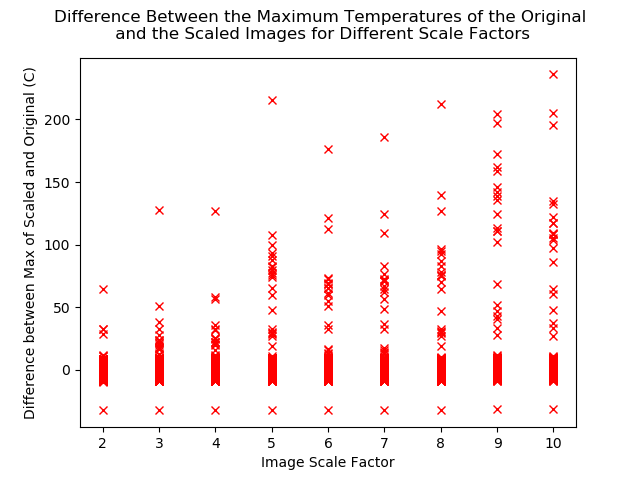 Difference Between the Maximum Temperatures of the Original
and the Scaled Images for Different Scale Factors
Difference between Max of Scaled and Original (C)
200
150
100
50
0
2 3 4 5 6 7 8 9 10
Image Scale Factor